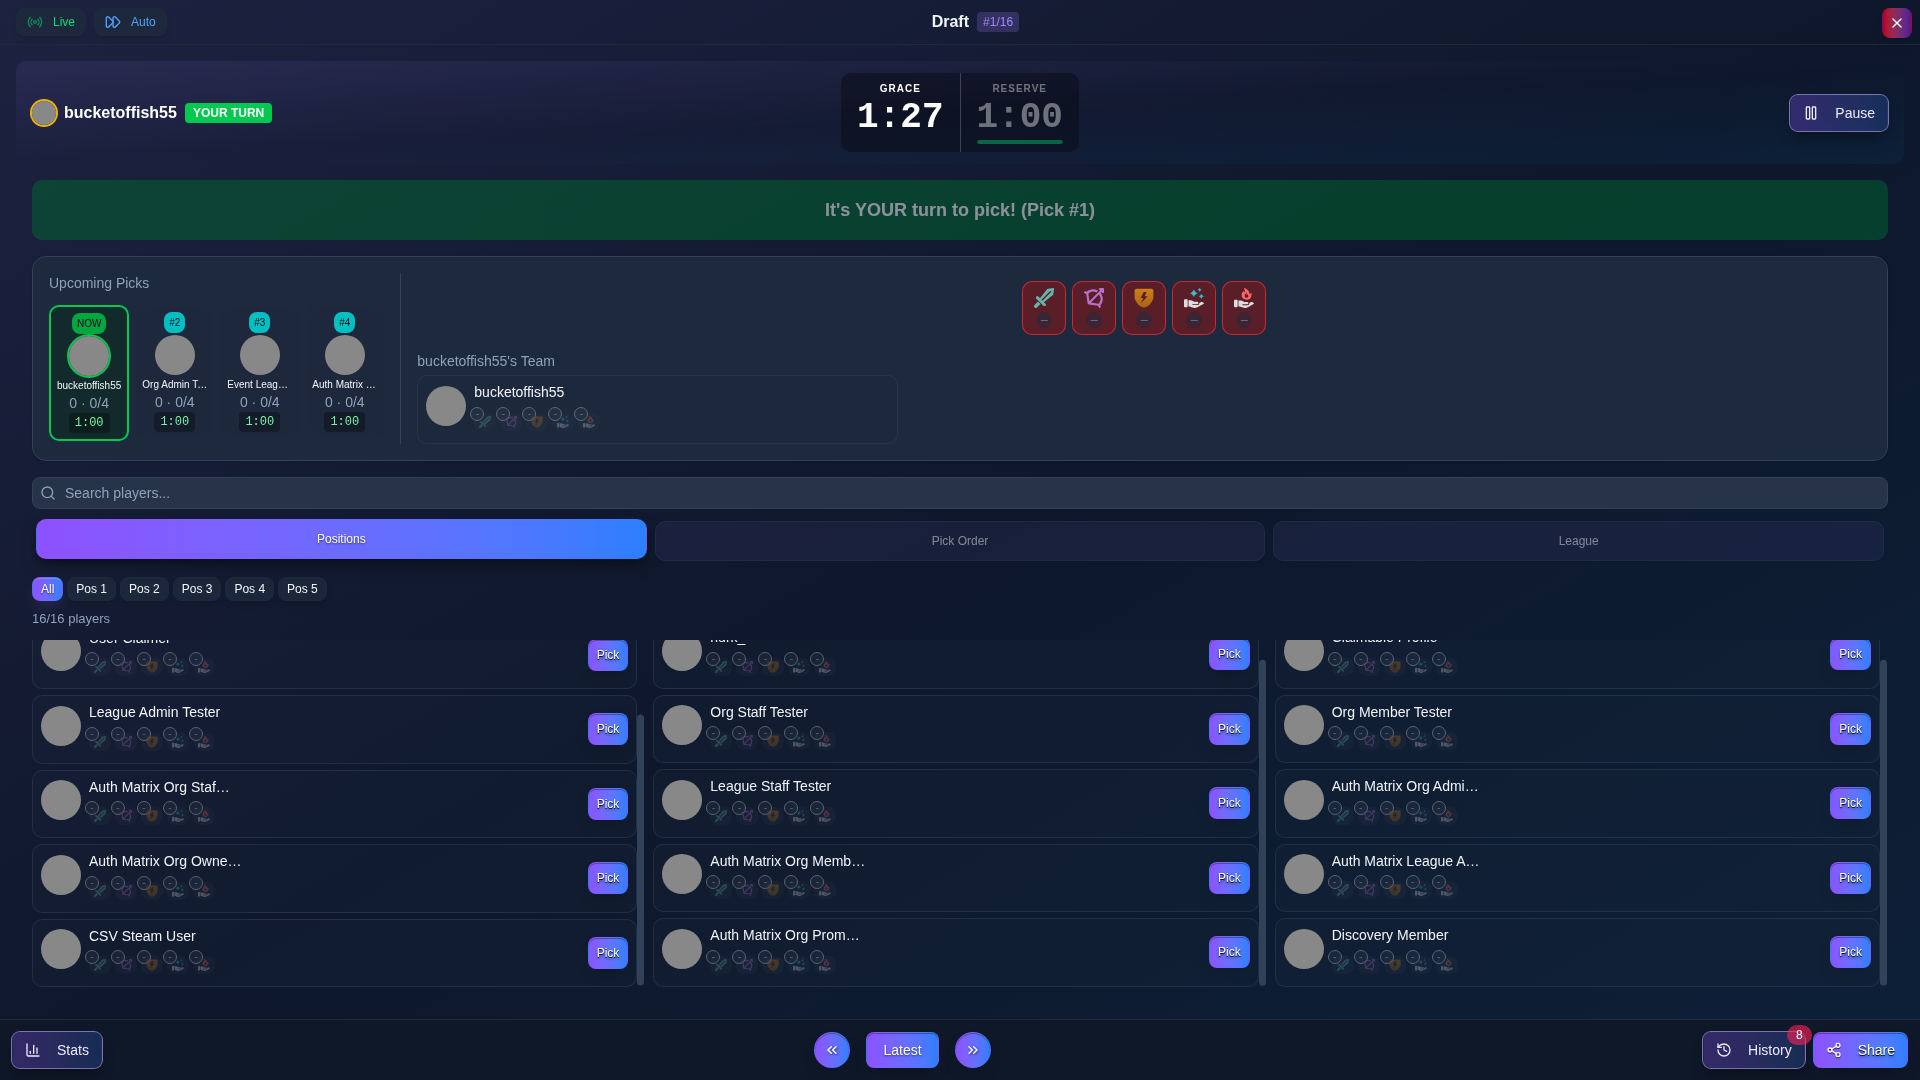 Live
Auto
Draft #1/16
bucketoffish55 YOUR TURN
GRACE
1:27
RESERVE
1:00
Pause
It's YOUR turn to pick! (Pick #1)
Upcoming Picks
NOW
bucketoffish55
0 · 0/4
1:00
#2
Org Admin T…
0 · 0/4
1:00
#3
Event Leag…
0 · 0/4
1:00
#4
Auth Matrix …
0 · 0/4
1:00
bucketoffish55's Team
bucketoffish55
Search players...
Positions
Pick Order
League
All
Pos 1
Pos 2
Pos 3
Pos 4
Pos 5
16/16 players
User Claimer
Pick
Pick
Claimable Profile
Pick
League Admin Tester
Pick
Org Staff Tester
Pick
Org Member Tester
Pick
Auth Matrix Org Staf…
Pick
League Staff Tester
Pick
Auth Matrix Org Admi…
Pick
Auth Matrix Org Owne…
Pick
Auth Matrix Org Memb…
Pick
Auth Matrix League A…
Pick
CSV Steam User
Pick
Auth Matrix Org Prom…
Pick
Discovery Member
Pick
Stats
Latest
History
8
Share